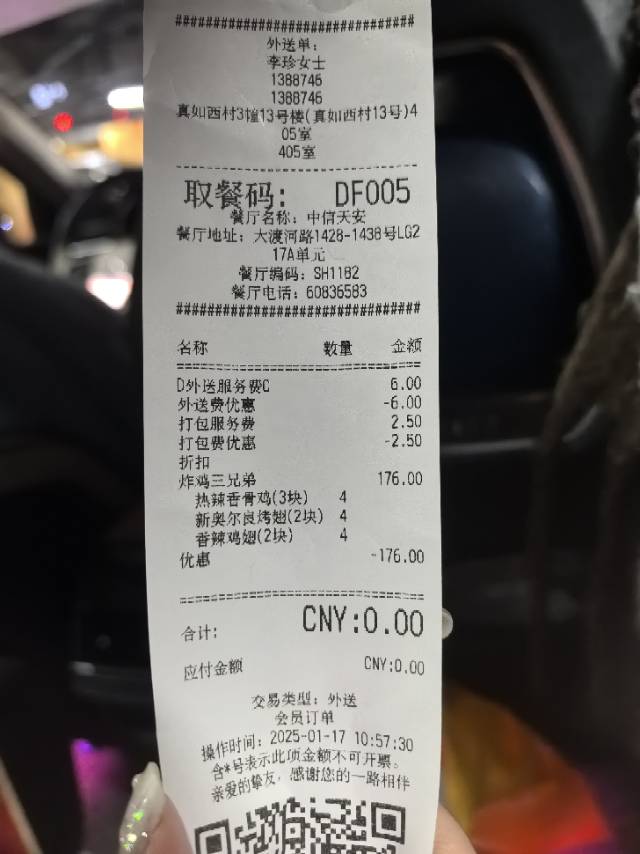 ################################
外送单:
李珍女士
1388746
1388746
真如西村3幢13号楼(真如西村13号)4
05室
405室
取餐码: DF005
餐厅名称: 中信天安
餐厅地址: 大渡河路1428-1438号LG2
17A单元
餐厅编码: SH1182
餐厅电话: 60836583
################################
名称 数量 金额
D外送服务费C 6.00
外送费优惠 -6.00
打包服务费 2.50
打包费优惠 -2.50
折扣
炸鸡三兄弟 176.00
热辣香骨鸡(3块) 4
新奥尔良烤翅(2块) 4
香辣鸡翅(2块) 4
优惠 -176.00
合计: CNY:0.00
应付金额 CNY:0.00
交易类型: 外送
会员订单
操作时间: 2025-01-17 10:57:30
含*号表示此项金额不可开票。
亲爱的挚友, 感谢您的一路相伴